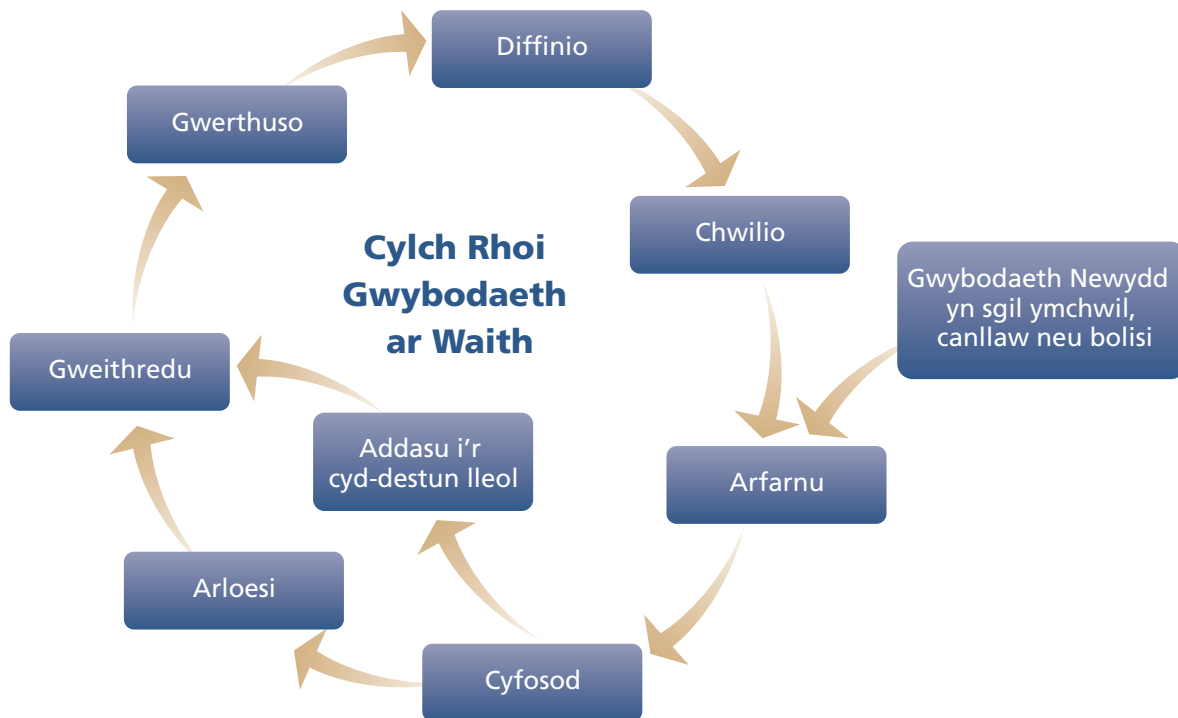 Diffinio
Gwerthuso
Chwilio
Cylch Rhoi
Gwybodaeth
ar Waith
Gwybodaeth Newydd
yn sgil ymchwil,
canllaw neu bolisi
Gweithredu
Addasu i’r
cyd-destun lleol
Arfarnu
Arloesi
Cyfosod